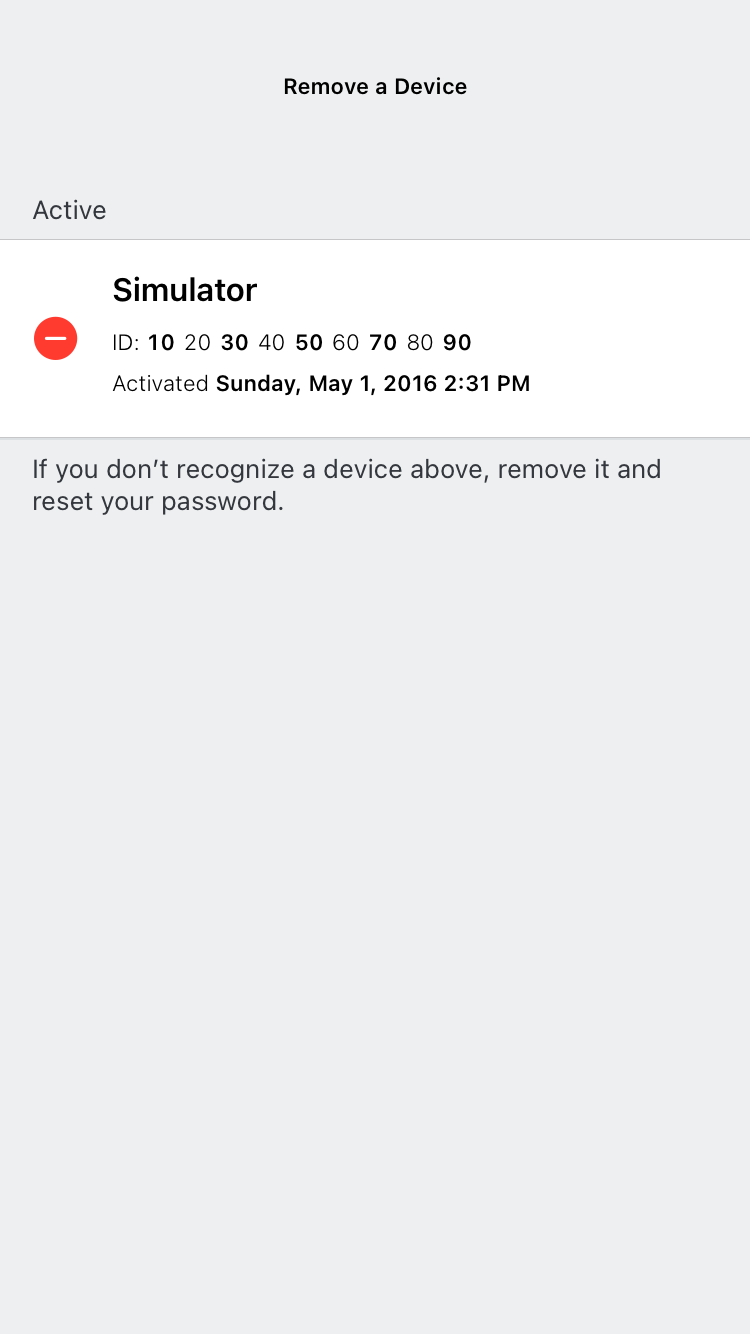 Remove a Device
Active
Simulator
ID: 10 20 30 40 50 60 70 80 90
Activated Sunday, May 1, 2016 2:31 PM
If you don’t recognize a device above, remove it and
reset your password.